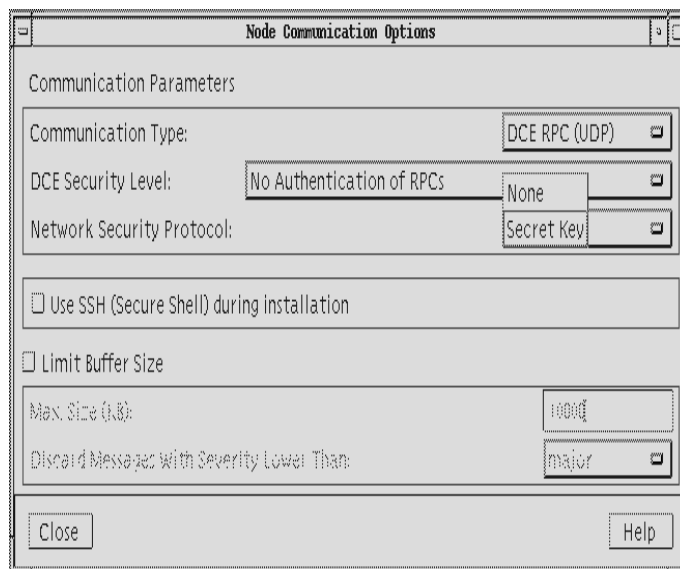 Node Communication Options
Communication Parameters
Communication Type: DCE RPC (UDP)
DCE Security Level: No Authentication of RPCs
None
Network Security Protocol: Secret Key
Use SSH (Secure Shell) during installation
Limit Buffer Size
Max. Size (KB): 10000
Discard Messages With Severity Lower Than: major
Close Help